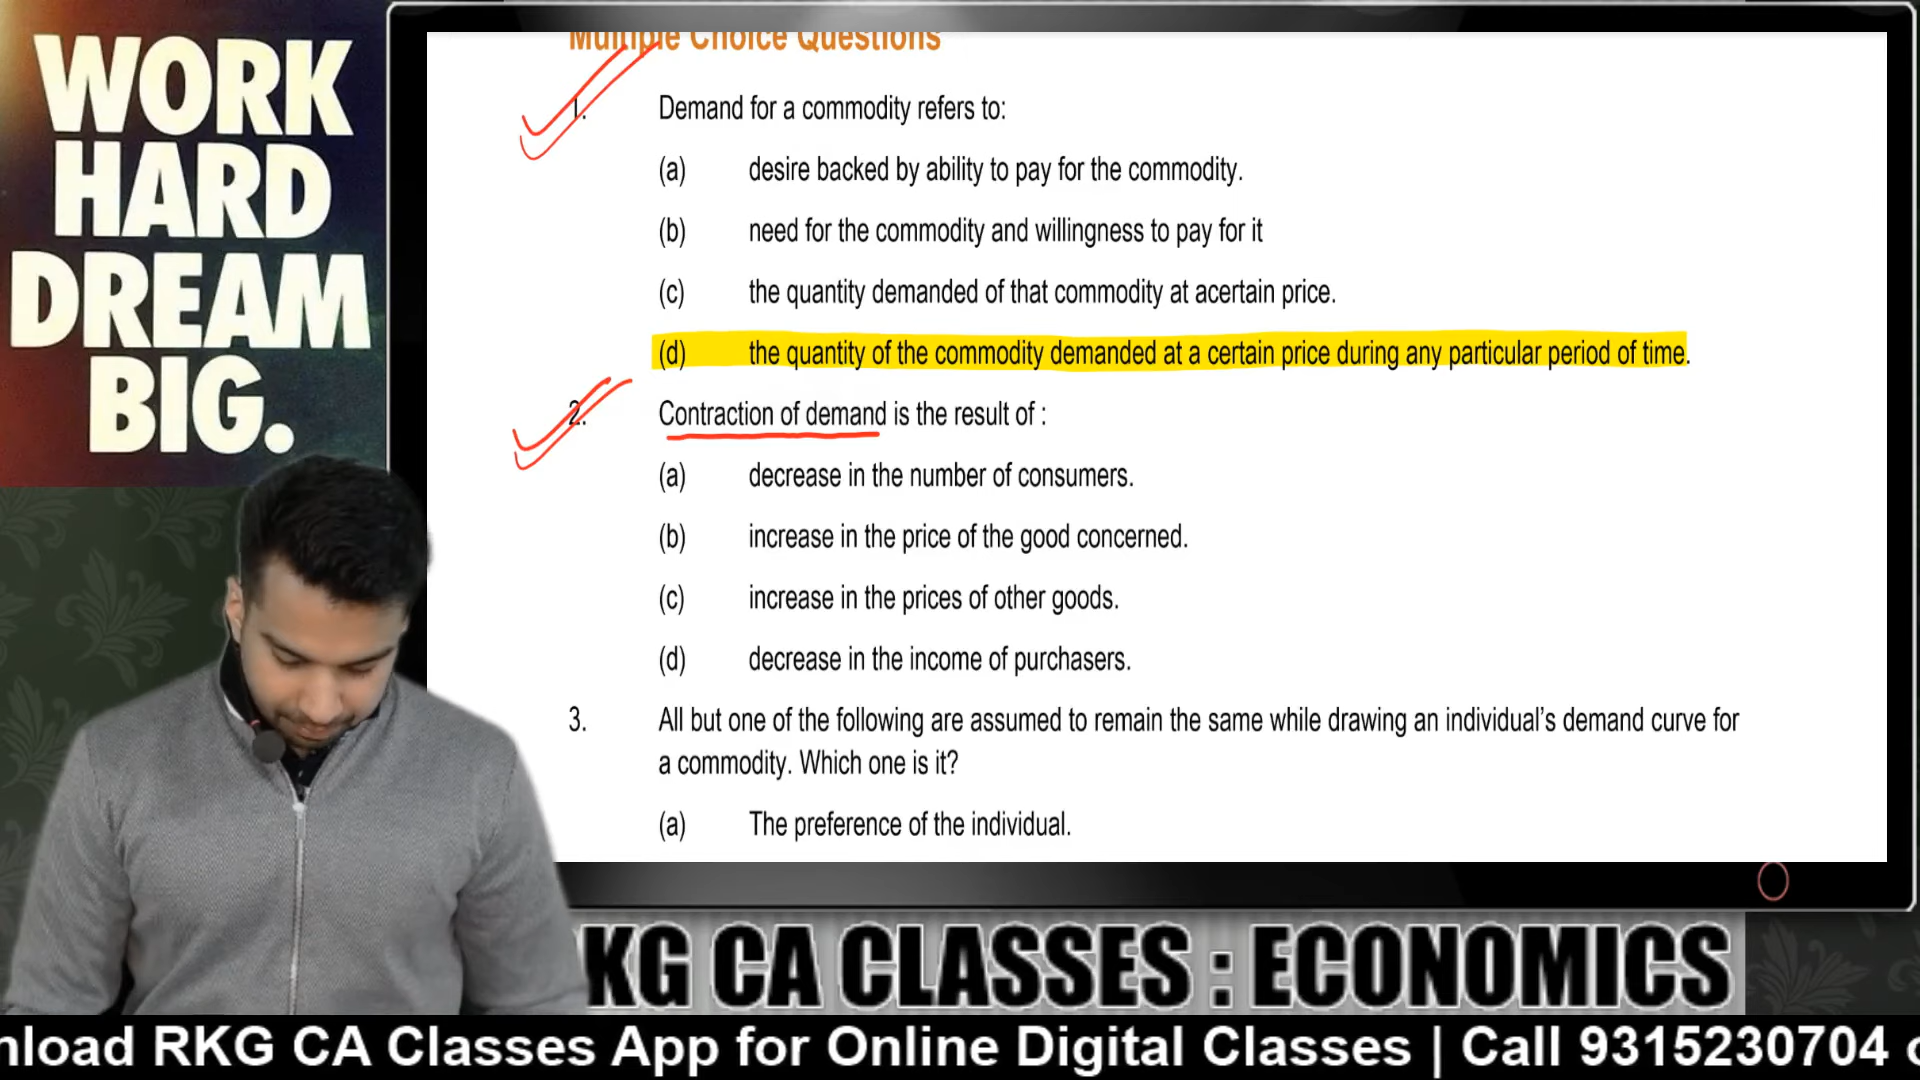 WORK
HARD
DREAM
BIG.
Multiple Choice Questions
1. Demand for a commodity refers to:
(a) desire backed by ability to pay for the commodity.
(b) need for the commodity and willingness to pay for it
(c) the quantity demanded of that commodity at acertain price.
(d) the quantity of the commodity demanded at a certain price during any particular period of time.
2. Contraction of demand is the result of :
(a) decrease in the number of consumers.
(b) increase in the price of the good concerned.
(c) increase in the prices of other goods.
(d) decrease in the income of purchasers.
3. All but one of the following are assumed to remain the same while drawing an individual's demand curve for
a commodity. Which one is it?
(a) The preference of the individual.
KG CA CLASSES : ECONOMICS
nload RKG CA Classes App for Online Digital Classes | Call 9315230704 o